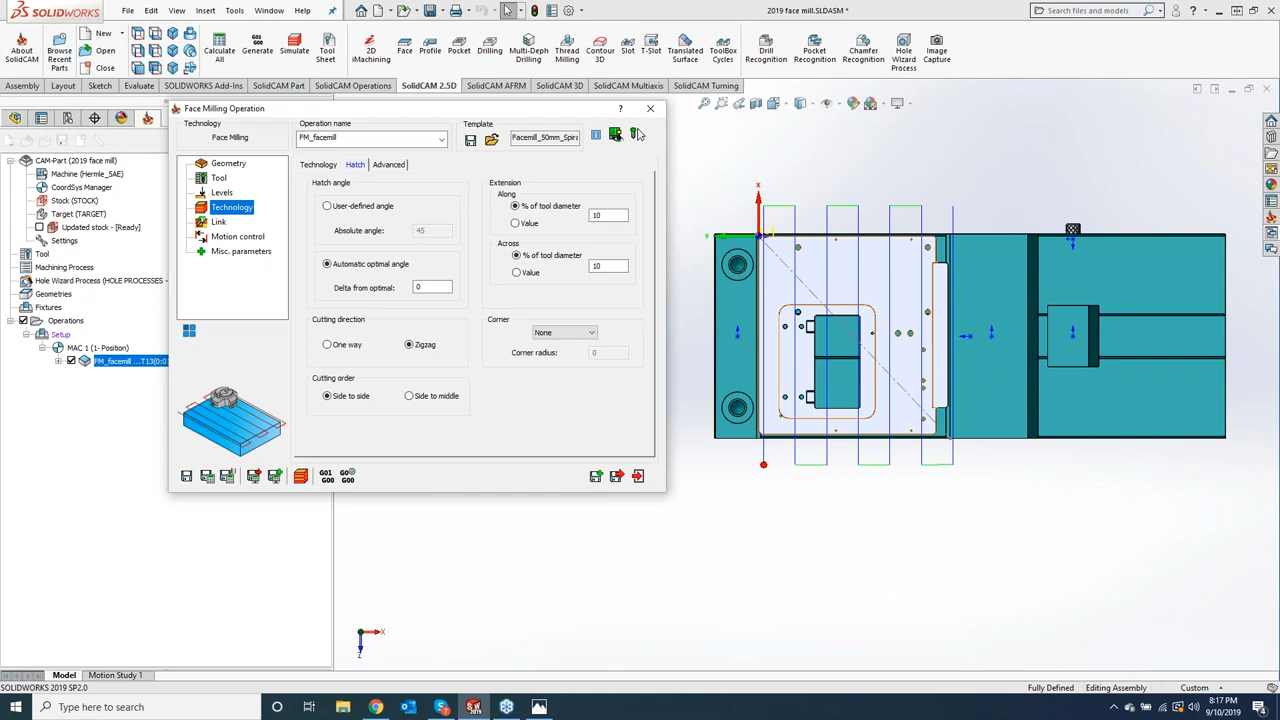 SOLIDWORKS
File Edit View Insert Tools Window Help
2019 face mill.SLDASM *
Search files and models
About SolidCAM
Browse Recent Parts
New
Open
Close
Calculate All
G01 G00
Generate
Simulate
Tool Sheet
2D iMachining
Face
Profile
Pocket
Drilling
Multi-Depth Drilling
Thread Milling
Contour 3D
Slot
T-Slot
Translated Surface
ToolBox Cycles
Drill Recognition
Pocket Recognition
Chamfer Recognition
Hole Wizard Process
Image Capture
Assembly Layout Sketch Evaluate SOLIDWORKS Add-Ins SolidCAM Part SolidCAM Operations SolidCAM 2.5D SolidCAM AFRM SolidCAM 3D SolidCAM Multiaxis SolidCAM Turning
CAM-Part (2019 face mill)
Machine (Hermle_5AE)
CoordSys Manager
Stock (STOCK)
Target (TARGET)
Updated stock - [Ready]
Settings
Tool
Machining Process
Hole Wizard Process (HOLE PROCESSES -
Geometries
Fixtures
Operations
Setup
MAC 1 (1- Position)
FM_facemill ...T13(0:0
Face Milling Operation
Technology
Face Milling
Operation name
FM_facemill
Template
Facemill_50mm_Spira
Geometry
Tool
Levels
Technology
Link
Motion control
Misc. parameters
Technology Hatch Advanced
Hatch angle
User-defined angle
Absolute angle: 45
Automatic optimal angle
Delta from optimal: 0
Cutting direction
One way Zigzag
Cutting order
Side to side Side to middle
Extension
Along
% of tool diameter 10
Value
Across
% of tool diameter 10
Value
Corner
None
Corner radius: 0
G01 G00
X
Y
X
Z
Model Motion Study 1
SOLIDWORKS 2019 SP2.0
Fully Defined Editing Assembly Custom
Type here to search
8:17 PM
9/10/2019